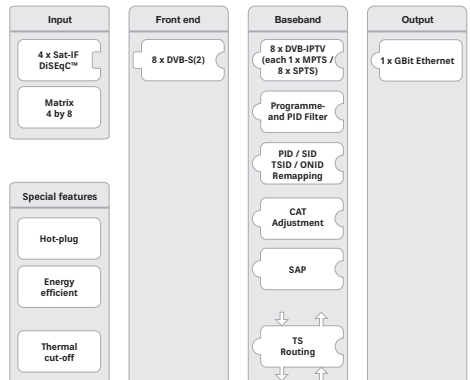 Input
4 x Sat-IF
DiSEqC™
Matrix
4 by 8
Special features
Hot-plug
Energy
efficient
Thermal
cut-off
Front end
8 x DVB-S(2)
Baseband
8 x DVB-IPTV
(each 1 x MPTS /
8 x SPTS)
Programme-
and PID Filter
PID / SID
TSID / ONID
Remapping
CAT
Adjustment
SAP
TS
Routing
Output
1 x GBit Ethernet